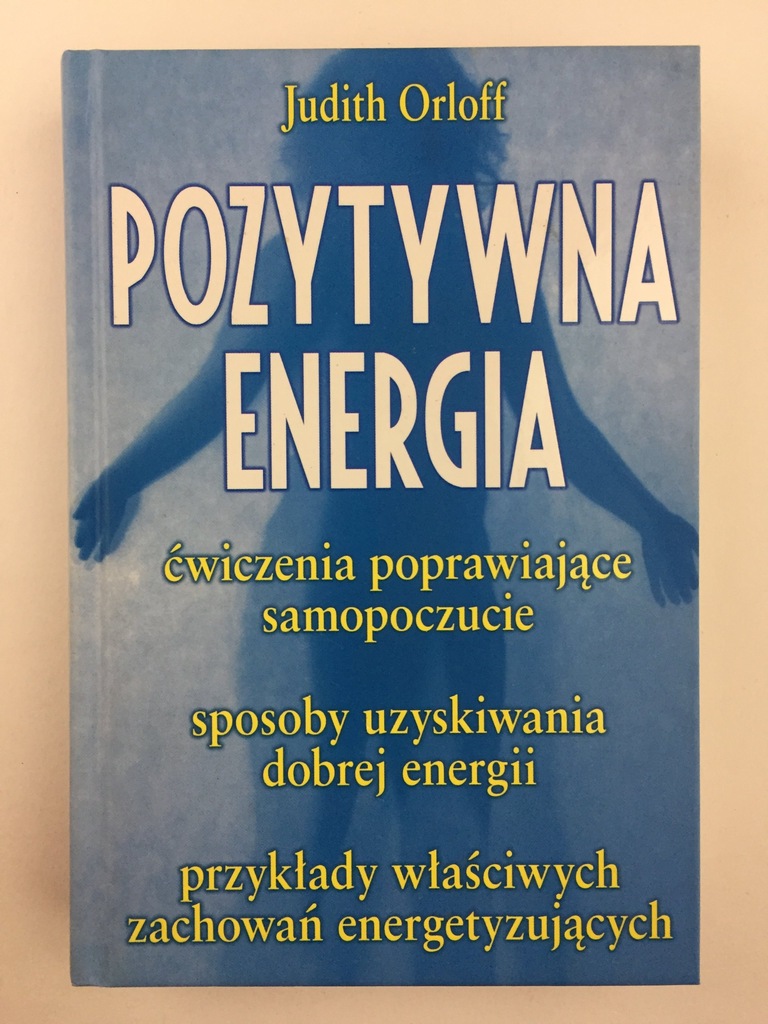 Judith Orloff
POZYTYWNA
ENERGIA
ćwiczenia poprawiające
samopoczucie
sposoby uzyskiwania
dobrej energii
przykłady właściwych
zachowań energetyzujących